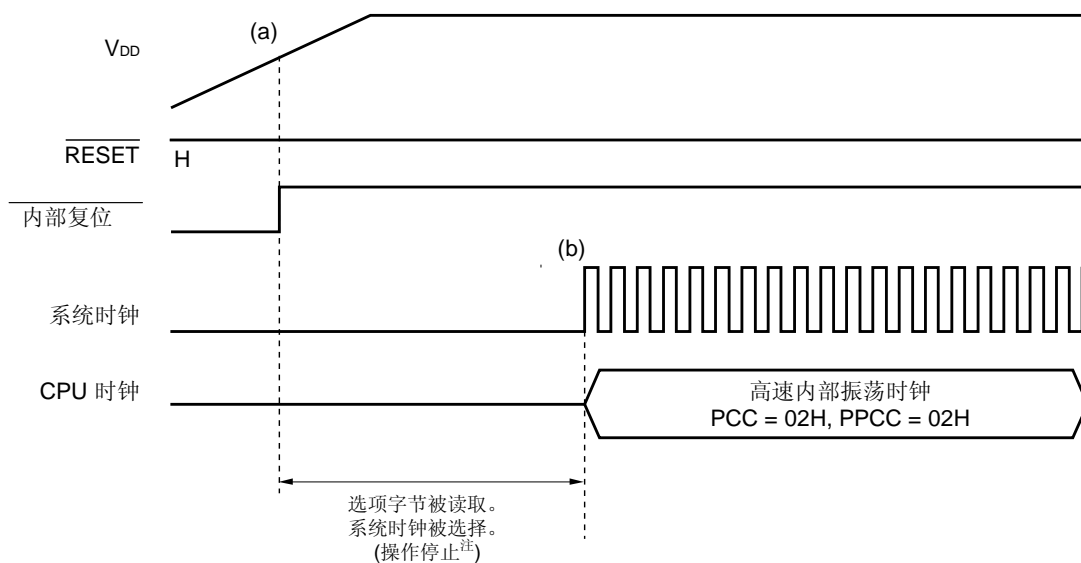 (a)
VDD
RESET
H
内部复位
(b)
系统时钟
CPU 时钟
高速内部振荡时钟
PCC = 02H, PPCC = 02H
选项字节被读取。
系统时钟被选择。
(操作停止注)